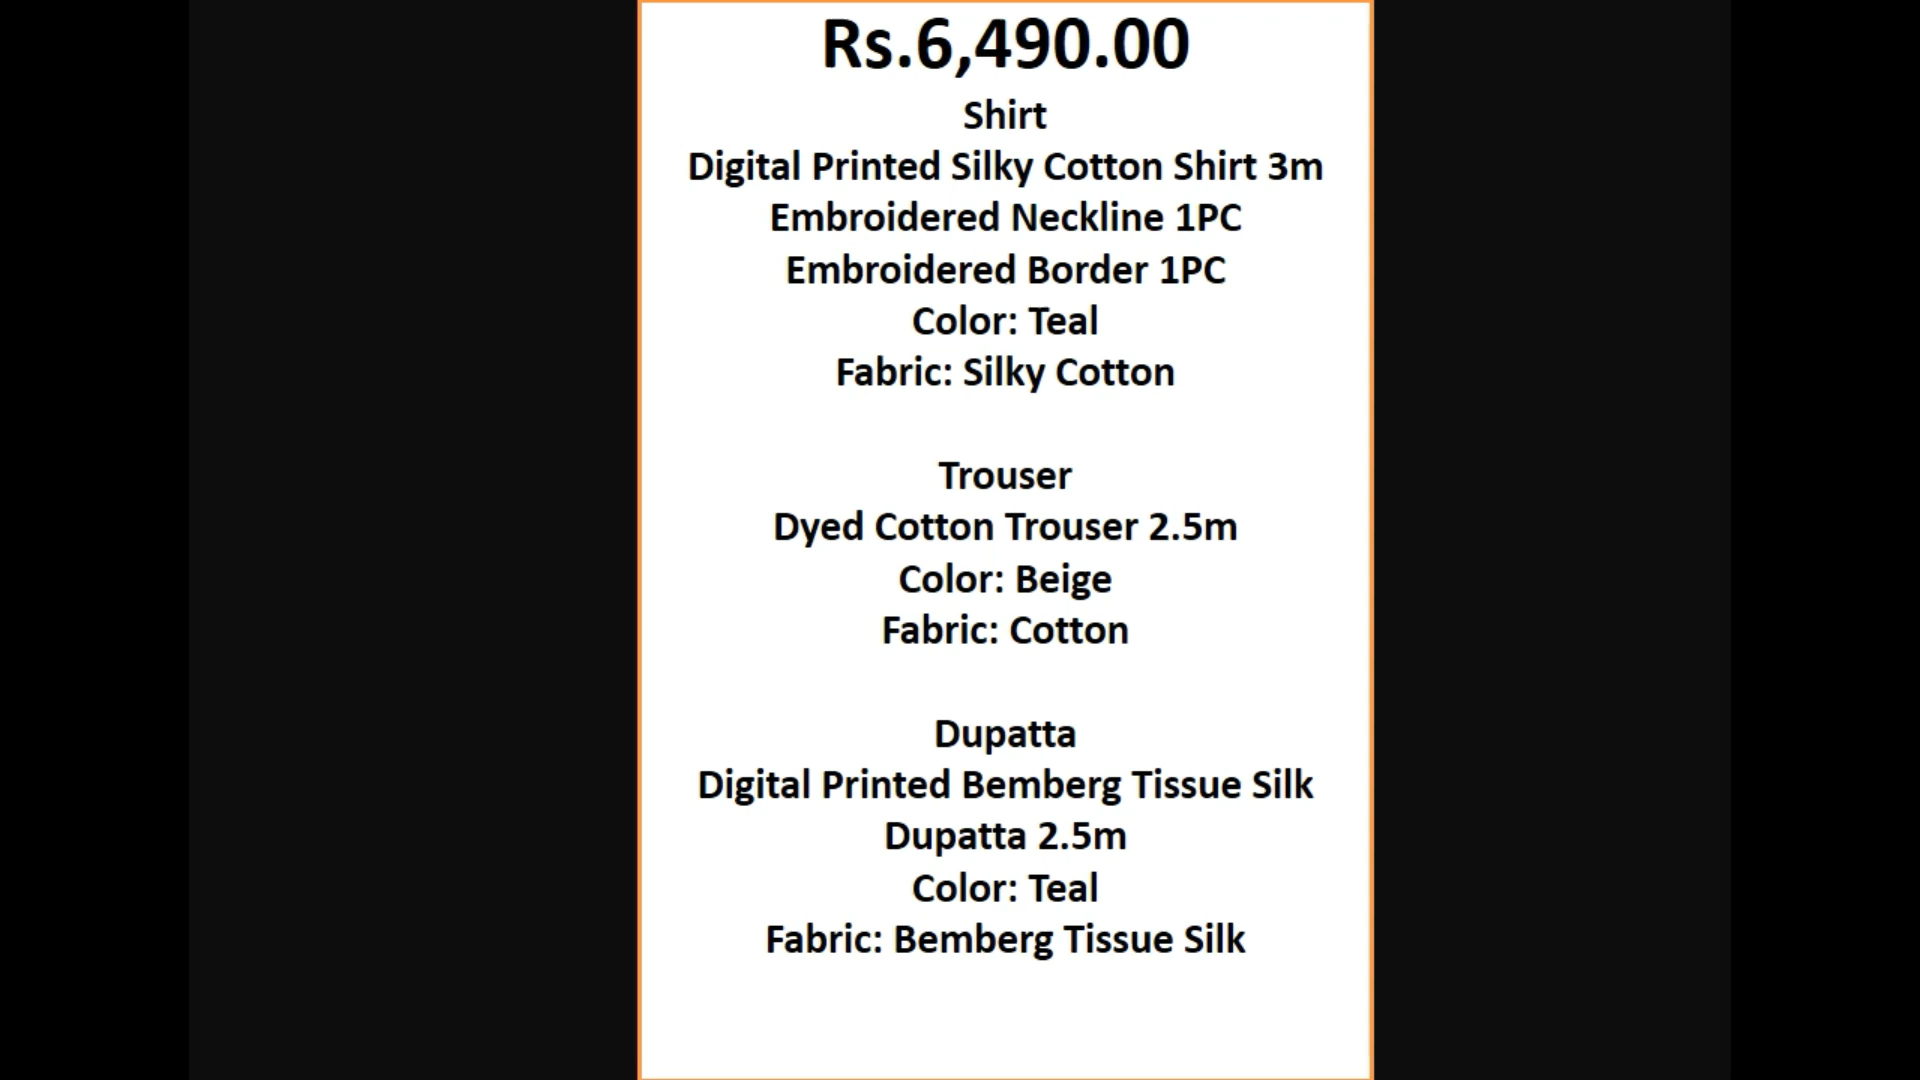 Rs.6,490.00
Shirt
Digital Printed Silky Cotton Shirt 3m
Embroidered Neckline 1PC
Embroidered Border 1PC
Color: Teal
Fabric: Silky Cotton
Trouser
Dyed Cotton Trouser 2.5m
Color: Beige
Fabric: Cotton
Dupatta
Digital Printed Bemberg Tissue Silk
Dupatta 2.5m
Color: Teal
Fabric: Bemberg Tissue Silk